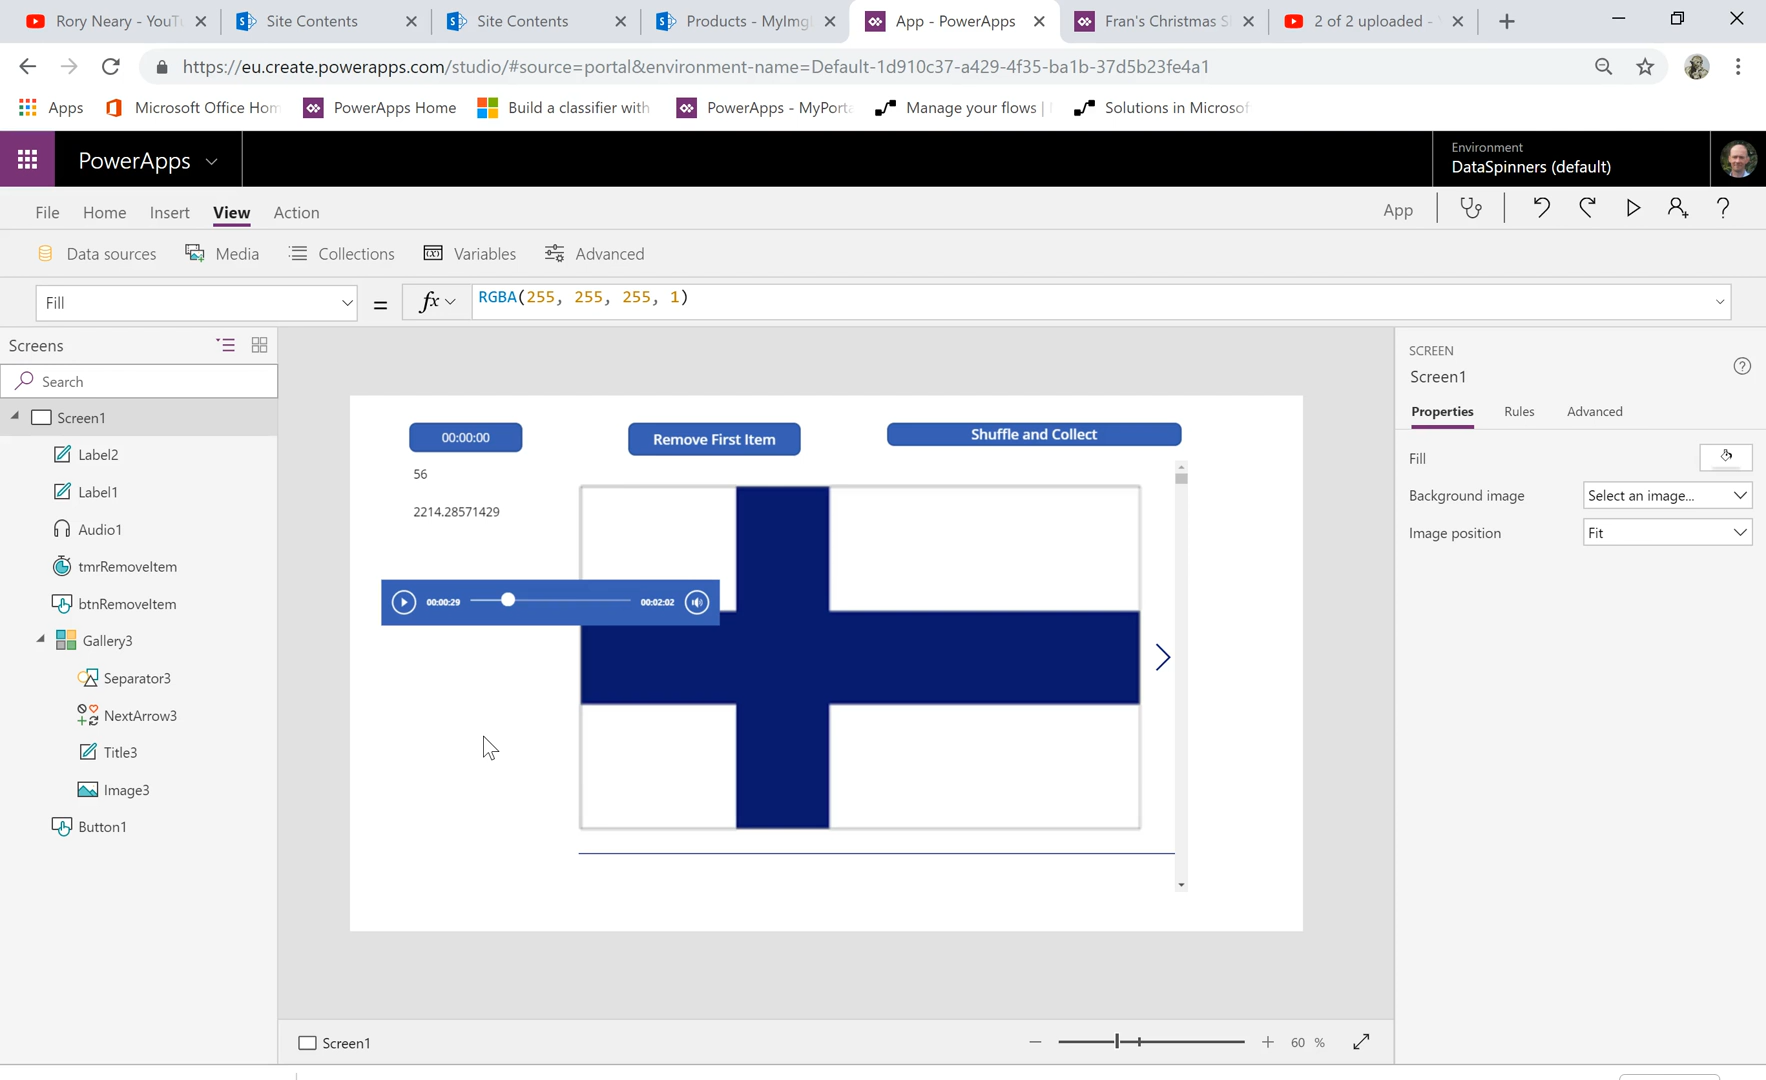 Rory Neary - YouT
Site Contents
Site Contents
Products - MyImg
App - PowerApps
Fran's Christmas S
2 of 2 uploaded -
https://eu.create.powerapps.com/studio/#source=portal&environment-name=Default-1d910c37-a429-4f35-ba1b-37d5b23fe4a1
Apps
Microsoft Office Hom
PowerApps Home
Build a classifier with
PowerApps - MyPorta
Manage your flows |
Solutions in Microsof
PowerApps
Environment
DataSpinners (default)
File
Home
Insert
View
Action
App
?
Data sources
Media
Collections
Variables
Advanced
Fill
=
fx
RGBA(255, 255, 255, 1)
Screens
Search
Screen1
Label2
Label1
Audio1
tmrRemoveItem
btnRemoveItem
Gallery3
Separator3
NextArrow3
Title3
Image3
Button1
00:00:00
Remove First Item
Shuffle and Collect
56
2214.28571429
00:00:29
00:02:02
SCREEN
Screen1
Properties
Rules
Advanced
Fill
Background image
Select an image...
Image position
Fit
Screen1
60 %